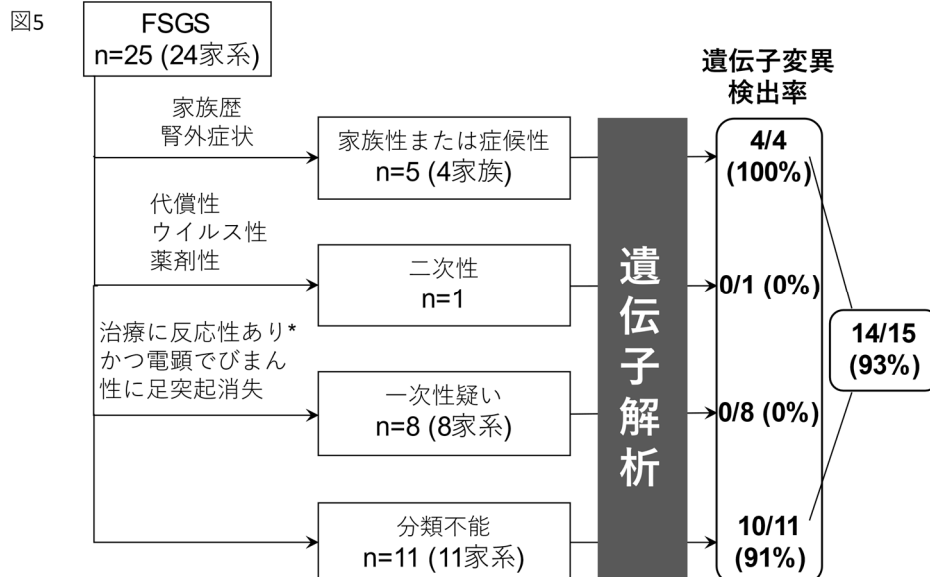 図5
FSGS
n=25 (24家系)
遺伝子変異
検出率
家族歴
腎外症状
家族性または症候性
n=5 (4家族)
4/4
(100%)
代償性
ウイルス性
薬剤性
二次性
n=1
0/1 (0%)
治療に反応性あり*
かつ電顕でびまん
性に足突起消失
一次性疑い
n=8 (8家系)
0/8 (0%)
分類不能
n=11 (11家系)
10/11
(91%)
遺伝子解析
14/15
(93%)